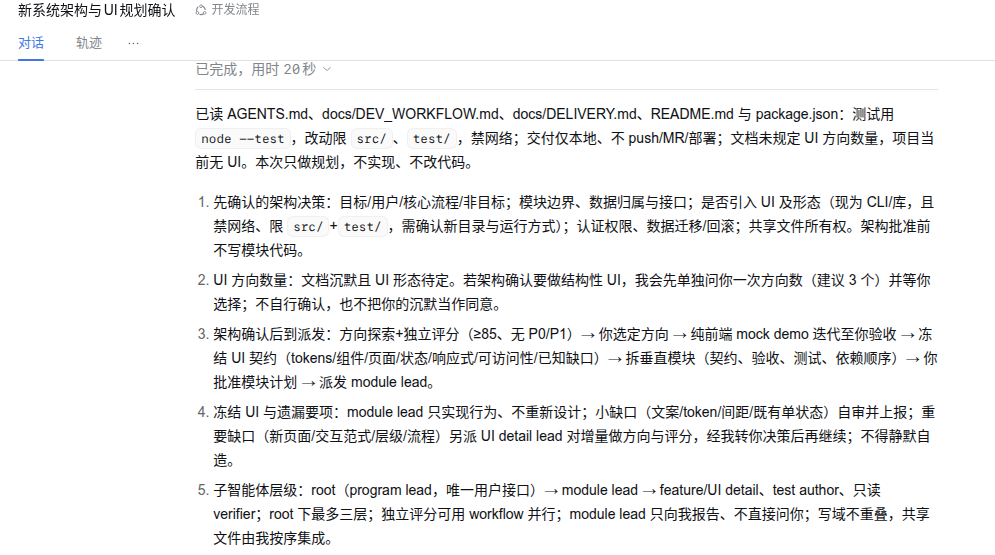 新系统架构与UI规划确认 开发流程
对话 轨迹 ···
已完成，用时 20秒
已读 AGENTS.md、docs/DEV_WORKFLOW.md、docs/DELIVERY.md、README.md 与 package.json：测试用
node --test，改动限 src/、test/，禁网络；交付仅本地、不 push/MR/部署；文档未规定 UI 方向数量，项目当
前无 UI。本次只做规划，不实现、不改代码。
1. 先确认的架构决策：目标/用户/核心流程/非目标；模块边界、数据归属与接口；是否引入 UI 及形态（现为 CLI/库，且
禁网络、限 src/+test/，需确认新目录与运行方式）；认证权限、数据迁移/回滚；共享文件所有权。架构批准前
不写模块代码。
2. UI 方向数量：文档沉默且 UI 形态待定。若架构确认要做结构性 UI，我会先单独问你一次方向数（建议 3 个）并等你
选择；不自行确认，也不把你的沉默当作同意。
3. 架构确认后到派发：方向探索+独立评分（≥85、无 P0/P1）→ 你选定方向 → 纯前端 mock demo 迭代至你验收 → 冻
结 UI 契约（tokens/组件/页面/状态/响应式/可访问性/已知缺口）→ 拆垂直模块（契约、验收、测试、依赖顺序）→ 你
批准模块计划 → 派发 module lead。
4. 冻结 UI 与遗漏要项：module lead 只实现行为、不重新设计；小缺口（文案/token/间距/既有单状态）自审并上报；重
要缺口（新页面/交互范式/层级/流程）另派 UI detail lead 对增量做方向与评分，经我转你决策后再继续；不得静默自
造。
5. 子智能体层级：root（program lead，唯一用户接口）→ module lead → feature/UI detail、test author、只读
verifier；root 下最多三层；独立评分可用 workflow 并行；module lead 只向我报告、不直接问你；写域不重叠，共享
文件由我按序集成。